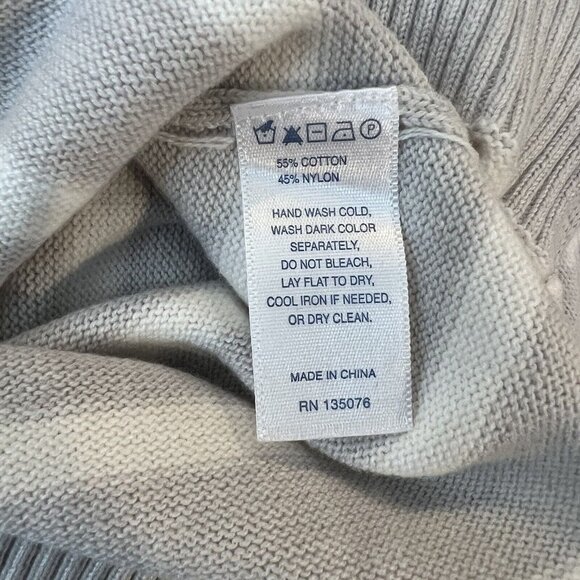 P
55% COTTON
45% NYLON
HAND WASH COLD,
WASH DARK COLOR
SEPARATELY,
DO NOT BLEACH,
LAY FLAT TO DRY,
COOL IRON IF NEEDED,
OR DRY CLEAN.
MADE IN CHINA
RN 135076